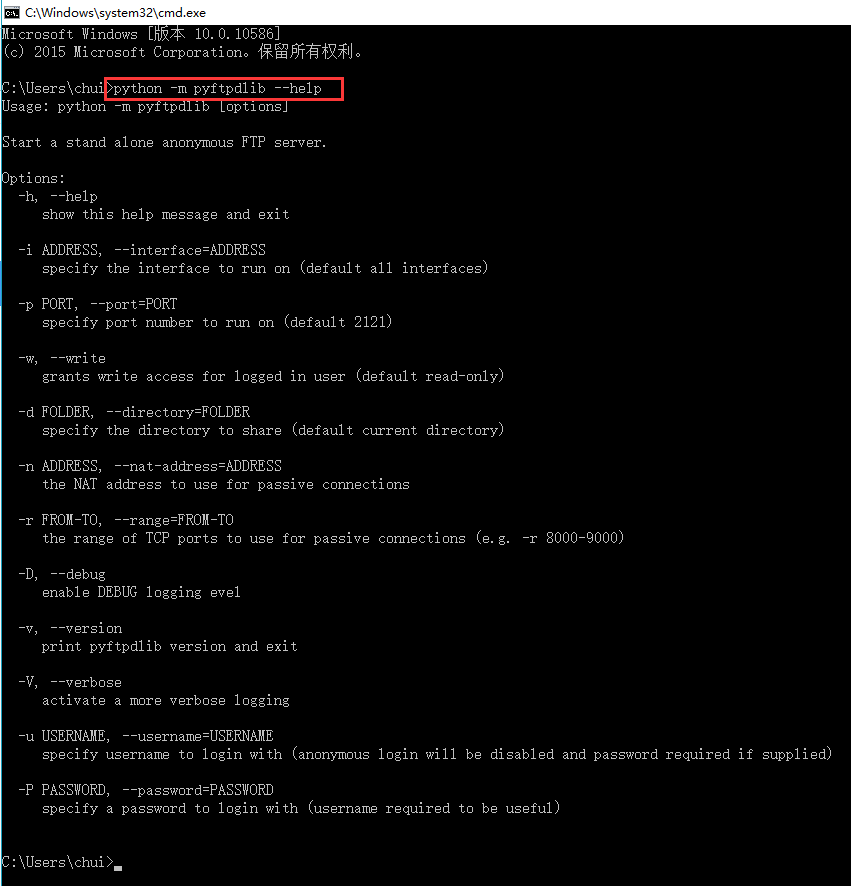 C:\Windows\system32\cmd.exe
Microsoft Windows [版本 10.0.10586]
(c) 2015 Microsoft Corporation。保留所有权利。
C:\Users\chui>python -m pyftpdlib --help
Usage: python -m pyftpdlib [options]
Start a stand alone anonymous FTP server.
Options:
-h, --help
show this help message and exit
-i ADDRESS, --interface=ADDRESS
specify the interface to run on (default all interfaces)
-p PORT, --port=PORT
specify port number to run on (default 2121)
-w, --write
grants write access for logged in user (default read-only)
-d FOLDER, --directory=FOLDER
specify the directory to share (default current directory)
-n ADDRESS, --nat-address=ADDRESS
the NAT address to use for passive connections
-r FROM-TO, --range=FROM-TO
the range of TCP ports to use for passive connections (e.g. -r 8000-9000)
-D, --debug
enable DEBUG logging evel
-v, --version
print pyftpdlib version and exit
-V, --verbose
activate a more verbose logging
-u USERNAME, --username=USERNAME
specify username to login with (anonymous login will be disabled and password required if supplied)
-P PASSWORD, --password=PASSWORD
specify a password to login with (username required to be useful)
C:\Users\chui>